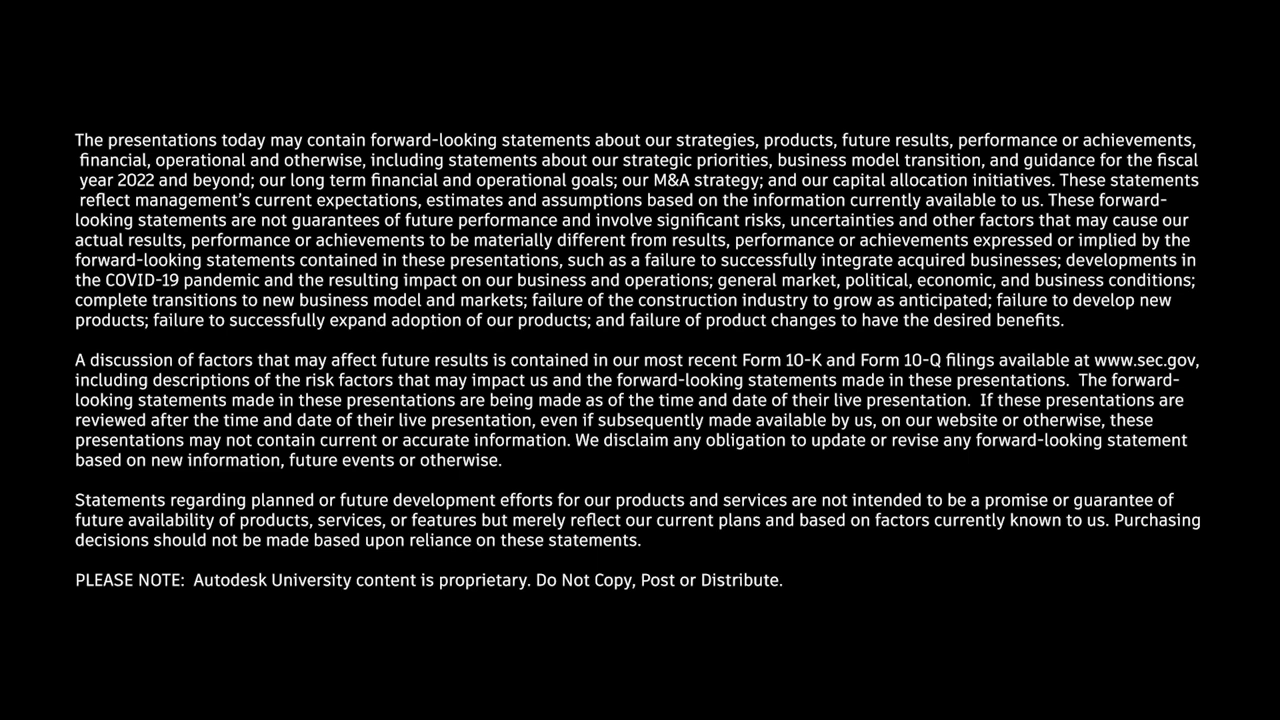 The presentations today may contain forward-looking statements about our strategies, products, future results, performance or achievements,
financial, operational and otherwise, including statements about our strategic priorities, business model transition, and guidance for the fiscal
year 2022 and beyond; our long term financial and operational goals; our M&A strategy; and our capital allocation initiatives. These statements
reflect management's current expectations, estimates and assumptions based on the information currently available to us. These forward-
looking statements are not guarantees of future performance and involve significant risks, uncertainties and other factors that may cause our
actual results, performance or achievements to be materially different from results, performance or achievements expressed or implied by the
forward-looking statements contained in these presentations, such as a failure to successfully integrate acquired businesses; developments in
the COVID-19 pandemic and the resulting impact on our business and operations; general market, political, economic, and business conditions;
complete transitions to new business model and markets; failure of the construction industry to grow as anticipated; failure to develop new
products; failure to successfully expand adoption of our products; and failure of product changes to have the desired benefits.
A discussion of factors that may affect future results is contained in our most recent Form 10-K and Form 10-Q filings available at www.sec.gov,
including descriptions of the risk factors that may impact us and the forward-looking statements made in these presentations.  The forward-
looking statements made in these presentations are being made as of the time and date of their live presentation.  If these presentations are
reviewed after the time and date of their live presentation, even if subsequently made available by us, on our website or otherwise, these
presentations may not contain current or accurate information. We disclaim any obligation to update or revise any forward-looking statement
based on new information, future events or otherwise.
Statements regarding planned or future development efforts for our products and services are not intended to be a promise or guarantee of
future availability of products, services, or features but merely reflect our current plans and based on factors currently known to us. Purchasing
decisions should not be made based upon reliance on these statements.
PLEASE NOTE:  Autodesk University content is proprietary. Do Not Copy, Post or Distribute.